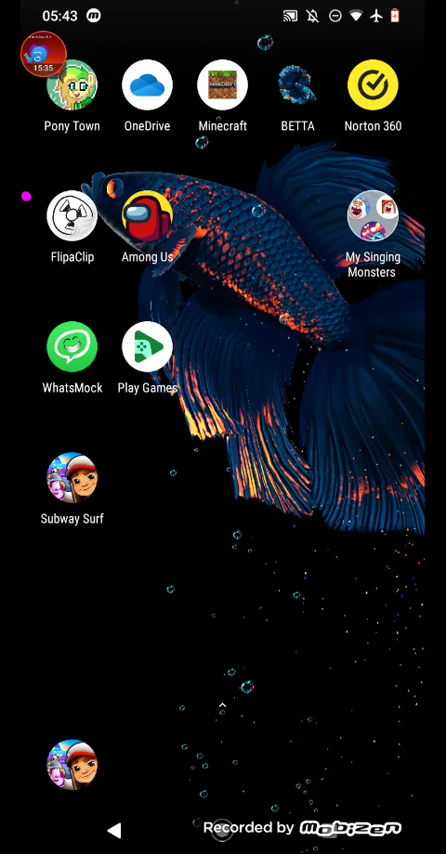 05:43
15:35
Pony Town
OneDrive
Minecraft
BETTA
Norton 360
FlipaClip
Among Us
My Singing
Monsters
WhatsMock
Play Games
Subway Surf
Recorded by Mobizen